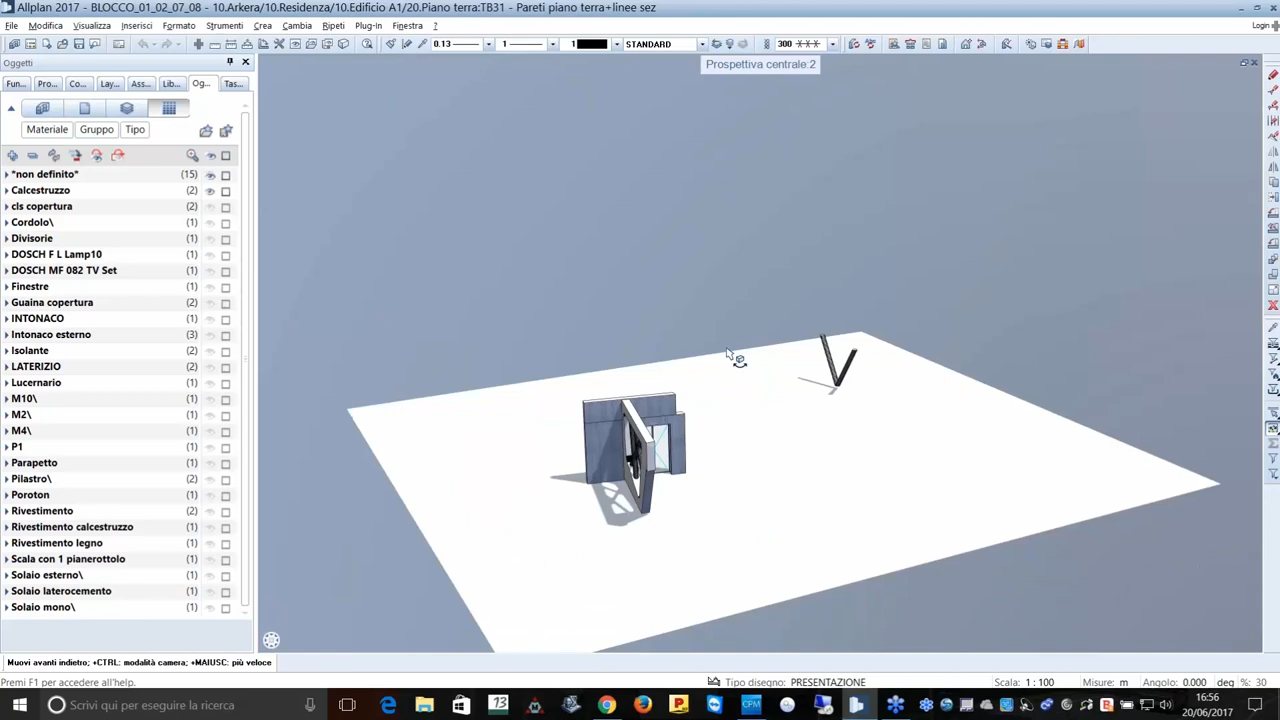 Allplan 2017 - BLOCCO_01_02_07_08 - 10.Arkera/10.Residenza/10.Edificio A1/20.Piano terra:TB31 - Pareti piano terra+linee sez
File Modifica Visualizza Inserisci Formato Strumenti Crea Cambia Ripeti Plug-In Finestra ? Login
0.13 1 1 STANDARD 300
Oggetti
Prospettiva centrale:2
Fun... Pro... Co... Lay... Ass... Lib... Og... Tas...
Materiale Gruppo Tipo
*non definito* (15)
Calcestruzzo (2)
cls copertura (2)
Cordolo\ (1)
Divisorie (1)
DOSCH F L Lamp10 (1)
DOSCH MF 082 TV Set (1)
Finestre (1)
Guaina copertura (2)
INTONACO (1)
Intonaco esterno (3)
Isolante (1)
LATERIZIO (1)
Lucernario (1)
M10\ (1)
M2\ (1)
M4\ (1)
P1 (1)
Parapetto (1)
Pilastro\ (2)
Poroton (1)
Rivestimento (2)
Rivestimento calcestruzzo (1)
Rivestimento legno (1)
Scala con 1 pianerottolo (1)
Solaio esterno\ (1)
Solaio laterocemento (1)
Solaio mono\ (1)
Muovi avanti indietro; +CTRL: modalità camera; +MAIUSC: più veloce
Premi F1 per accedere all'help. Tipo disegno: PRESENTAZIONE Scala: 1 : 100 Misure: m Angolo: 0.000 deg %: 30
Scrivi qui per eseguire la ricerca 13 CPM 16:56
20/06/2017